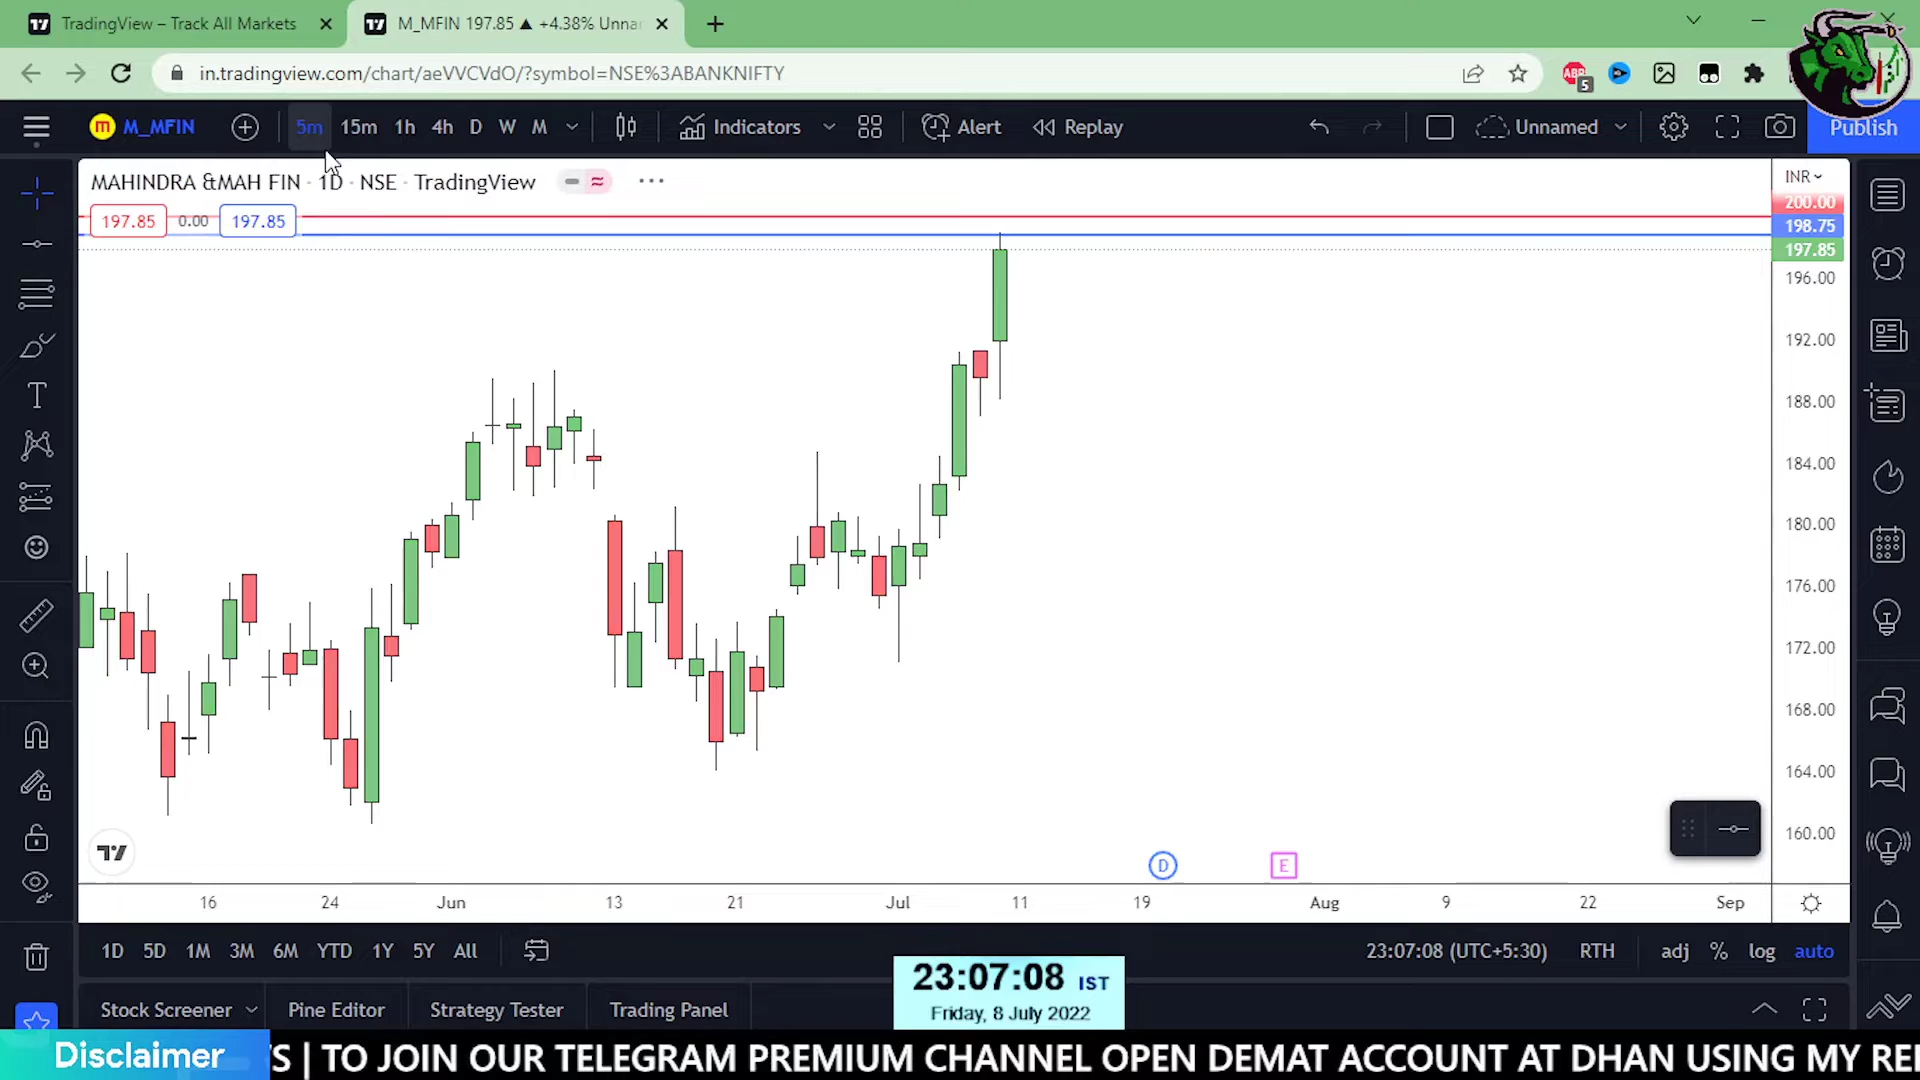 TradingView – Track All Markets
M_MFIN 197.85 ▲ +4.38% Unna
in.tradingview.com/chart/aeVVCVdO/?symbol=NSE%3ABANKNIFTY
ABP
5
m M_MFIN 5m 15m 1h 4h D W M Indicators Alert Replay Unnamed Publish
MAHINDRA &MAH FIN · 1D · NSE · TradingView
INR
197.85 0.00 197.85
200.00
198.75
197.85
196.00
192.00
188.00
184.00
180.00
176.00
172.00
168.00
164.00
160.00
D E
16 24 Jun 13 21 Jul 11 19 Aug 9 22 Sep
1D 5D 1M 3M 6M YTD 1Y 5Y All 23:07:08 (UTC+5:30) RTH adj % log auto
23:07:08 IST
Friday, 8 July 2022
Stock Screener Pine Editor Strategy Tester Trading Panel
Disclaimer
S | TO JOIN OUR TELEGRAM PREMIUM CHANNEL OPEN DEMAT ACCOUNT AT DHAN USING MY REF